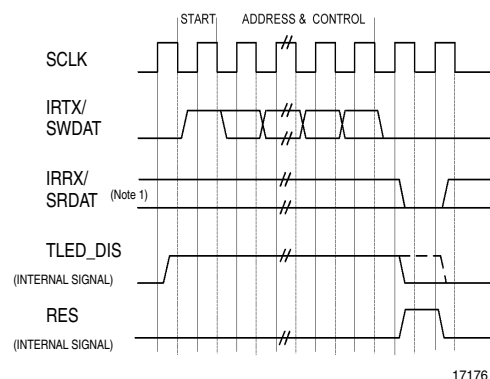 START ADDRESS & CONTROL
SCLK
IRTX/
SWDAT
IRRX/
SRDAT (Note 1)
TLED_DIS
(INTERNAL SIGNAL)
RES
(INTERNAL SIGNAL)
17176